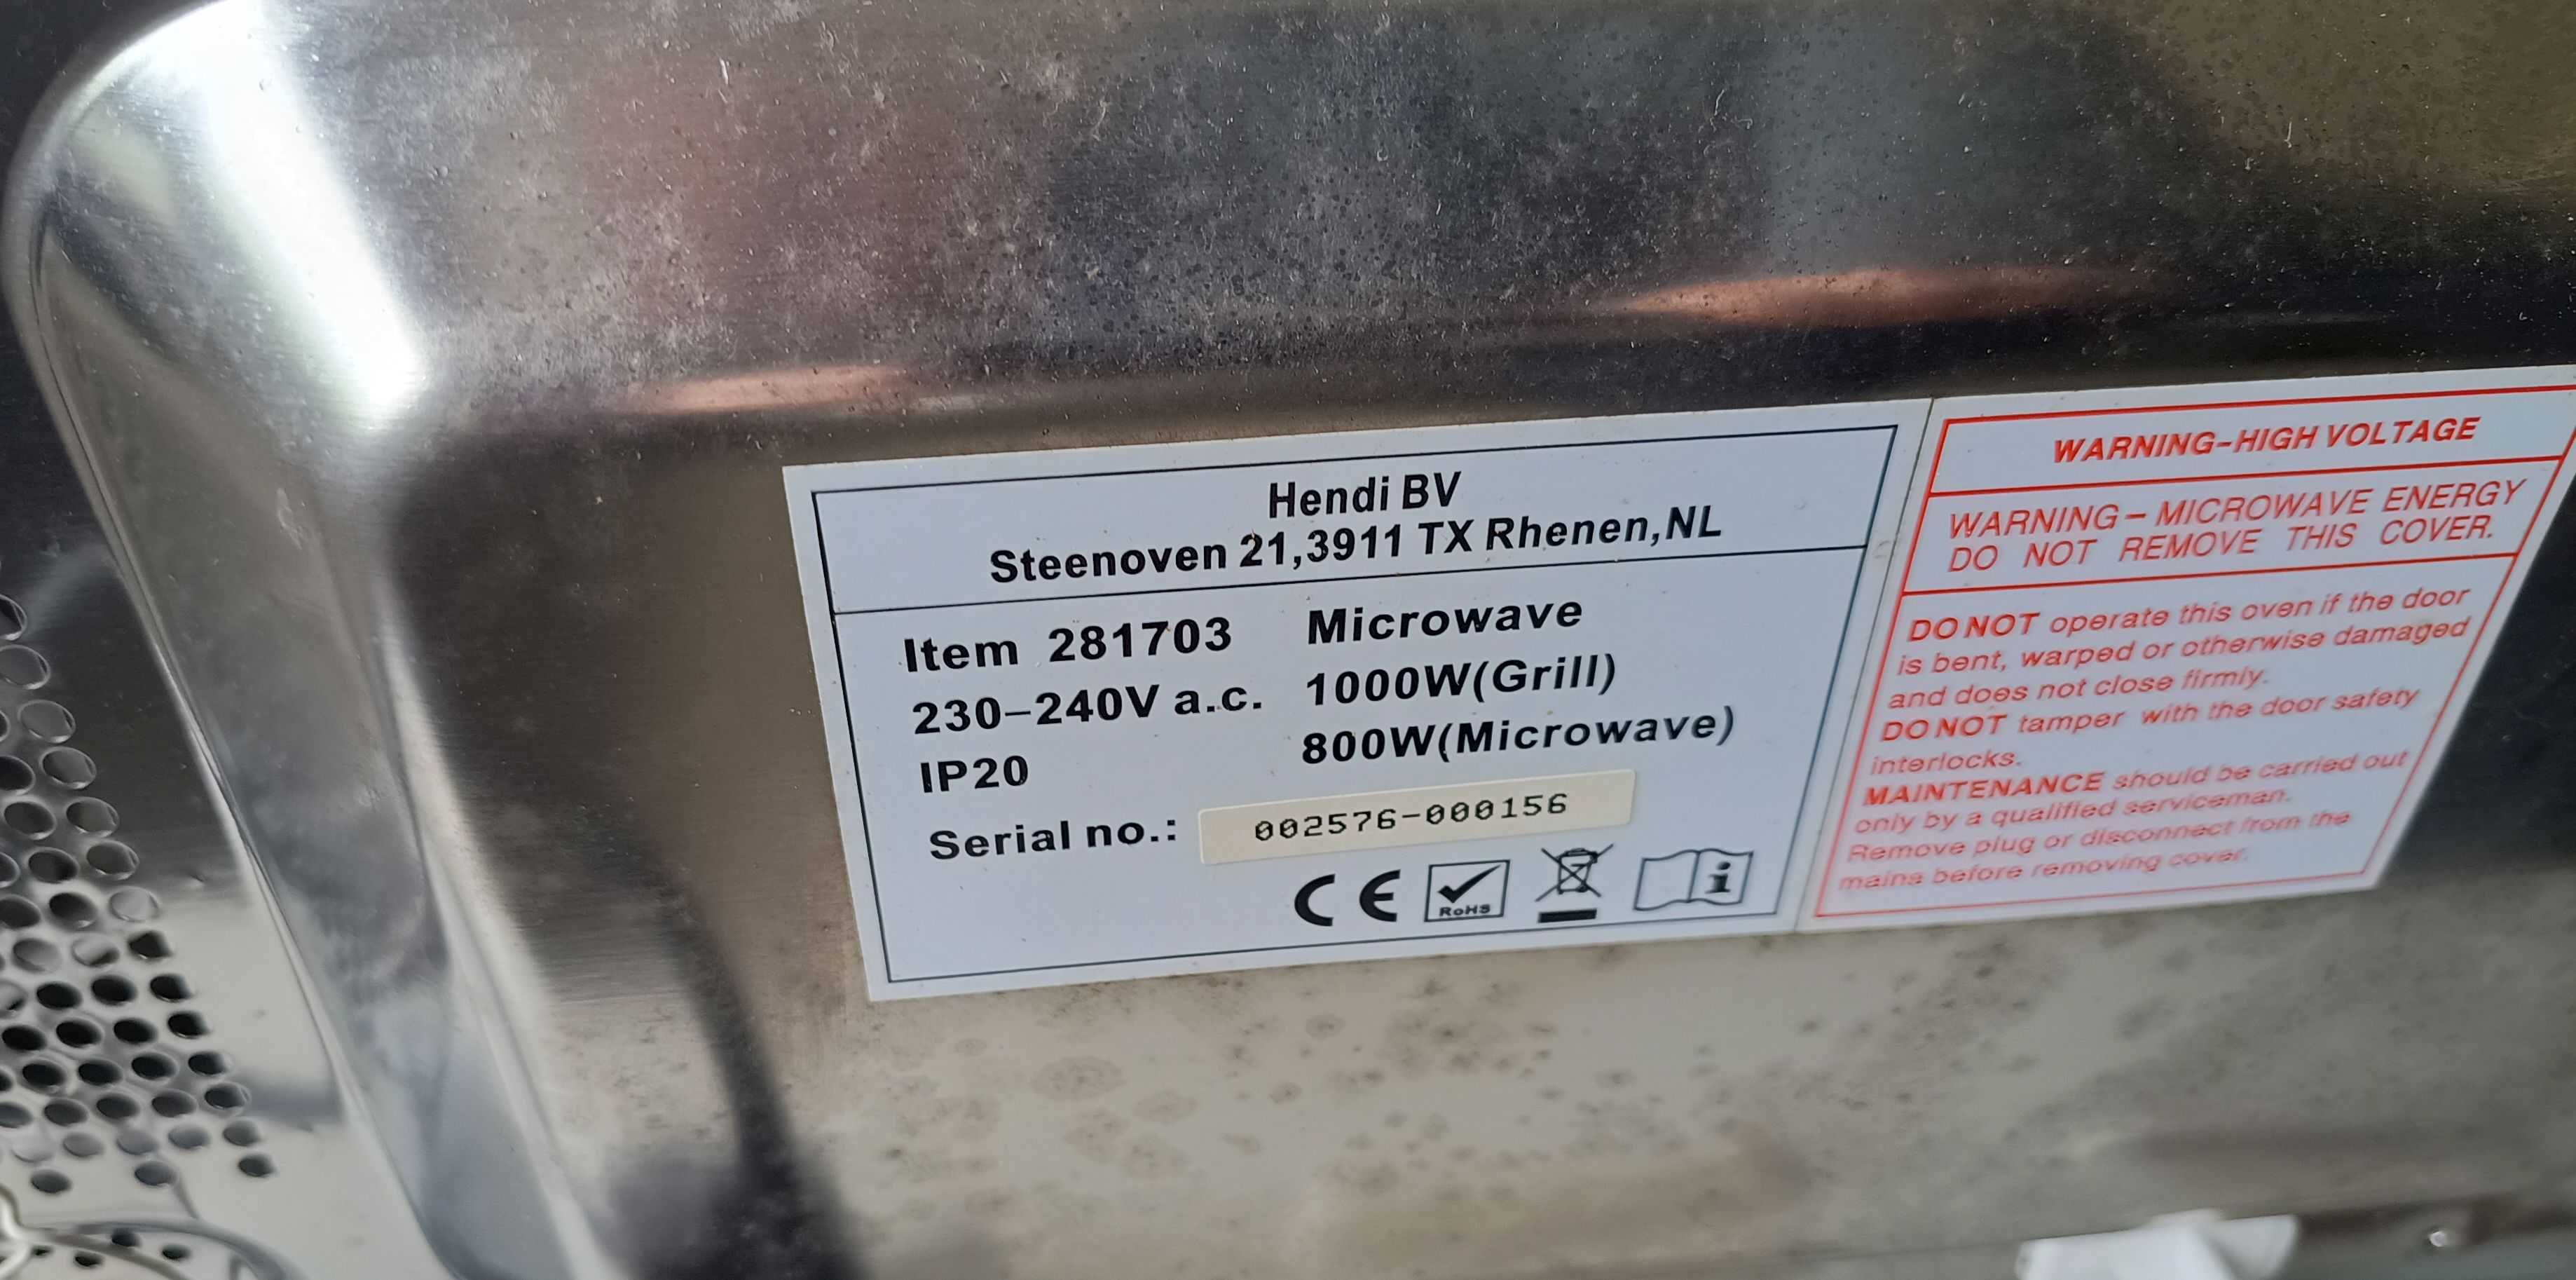 Hendi BV
Steenoven 21,3911 TX Rhenen,NL
Item 281703 Microwave
230-240V a.c. 1000W(Grill)
IP20 800W(Microwave)
Serial no.: 002576-000156
CE RoHS i
WARNING-HIGH VOLTAGE
WARNING- MICROWAVE ENERGY
DO NOT REMOVE THIS COVER.
DO NOT operate this oven if the door
is bent, warped or otherwise damaged
and does not close firmly.
DO NOT tamper with the door safety
interlocks.
MAINTENANCE should be carried out
only by a qualified serviceman.
Remove plug or disconnect from the
mains before removing cover.